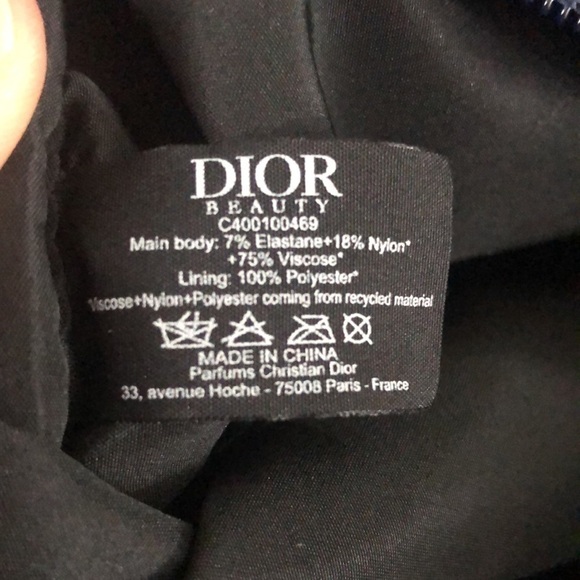 DIOR
BEAUTY
C400100469
Main body: 7% Elastane+18% Nylon*
+75% Viscose*
Lining: 100% Polyester*
Viscose+Nylon+Polyester coming from recycled material
MADE IN CHINA
Parfums Christian Dior
33, avenue Hoche - 75008 Paris - France